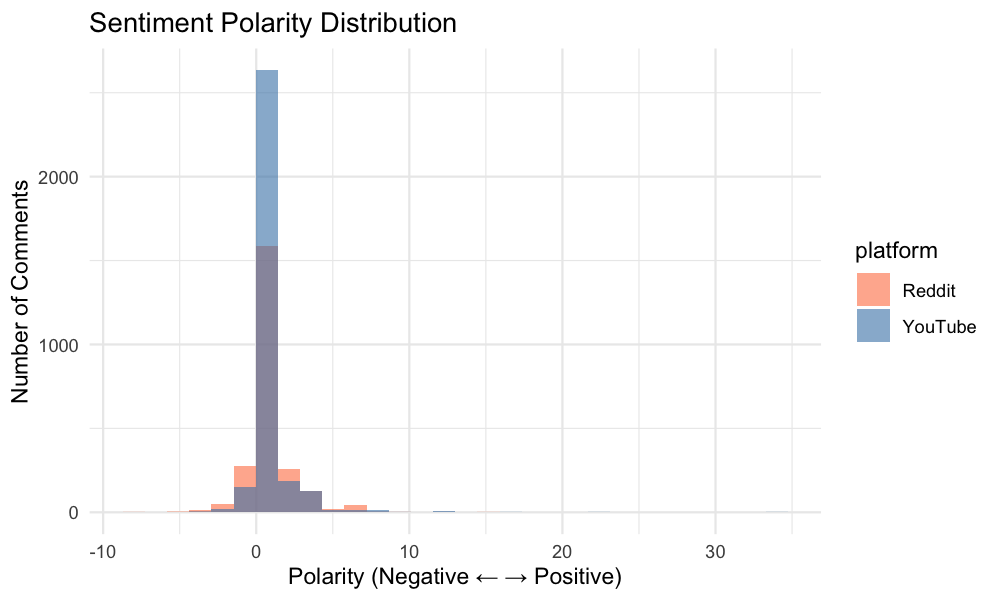 Sentiment Polarity Distribution
Number of Comments
2000
1000
0
-10 0 10 20 30
Polarity (Negative ← → Positive)
platform
Reddit
YouTube